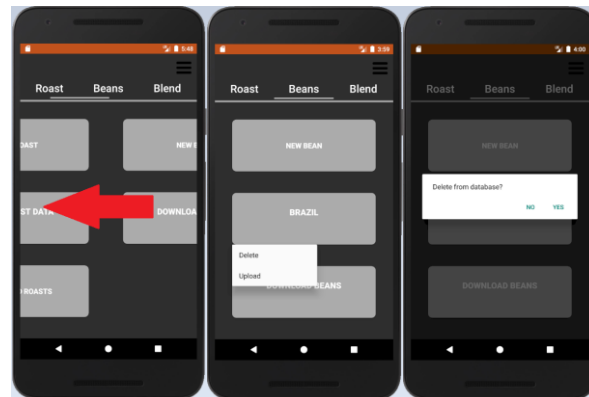 5:48
Roast Beans Blend
OAST
NEW B
ST DATA
DOWNLOA
ROASTS
3:59
Roast Beans Blend
NEW BEAN
BRAZIL
Delete
Upload
DOWNLOAD BEANS
4:00
Roast Beans Blend
NEW BEAN
Delete from database?
NO YES
DOWNLOAD BEANS